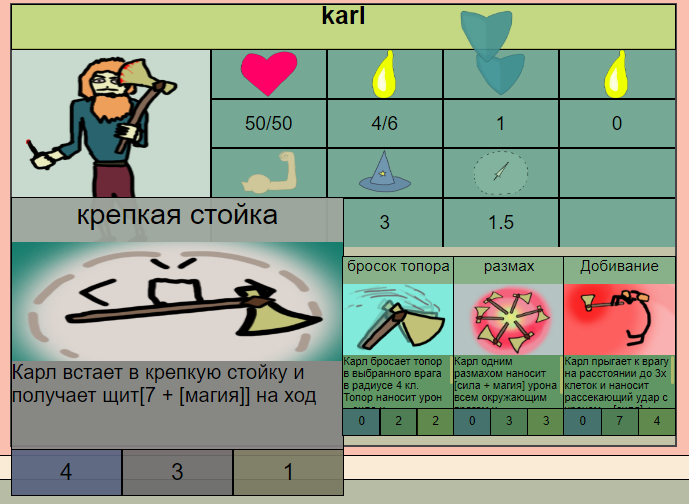 karl
50/50
4/6
1
0
3
1.5
крепкая стойка
Карл встает в крепкую стойку и
получает щит[7 + [магия]] на ход
4
3
1
бросок топора
Карл бросает топор
в выбранного врага
в радиусе 4 кл.
Топор наносит урон
0
2
2
размах
Карл одним
размахом наносит
[сила + магия] урона
всем окружающим
0
3
3
Добивание
Карл прыгает к врагу
на расстоянии до 3х
клеток и наносит
рассекающий удар с
0
7
4